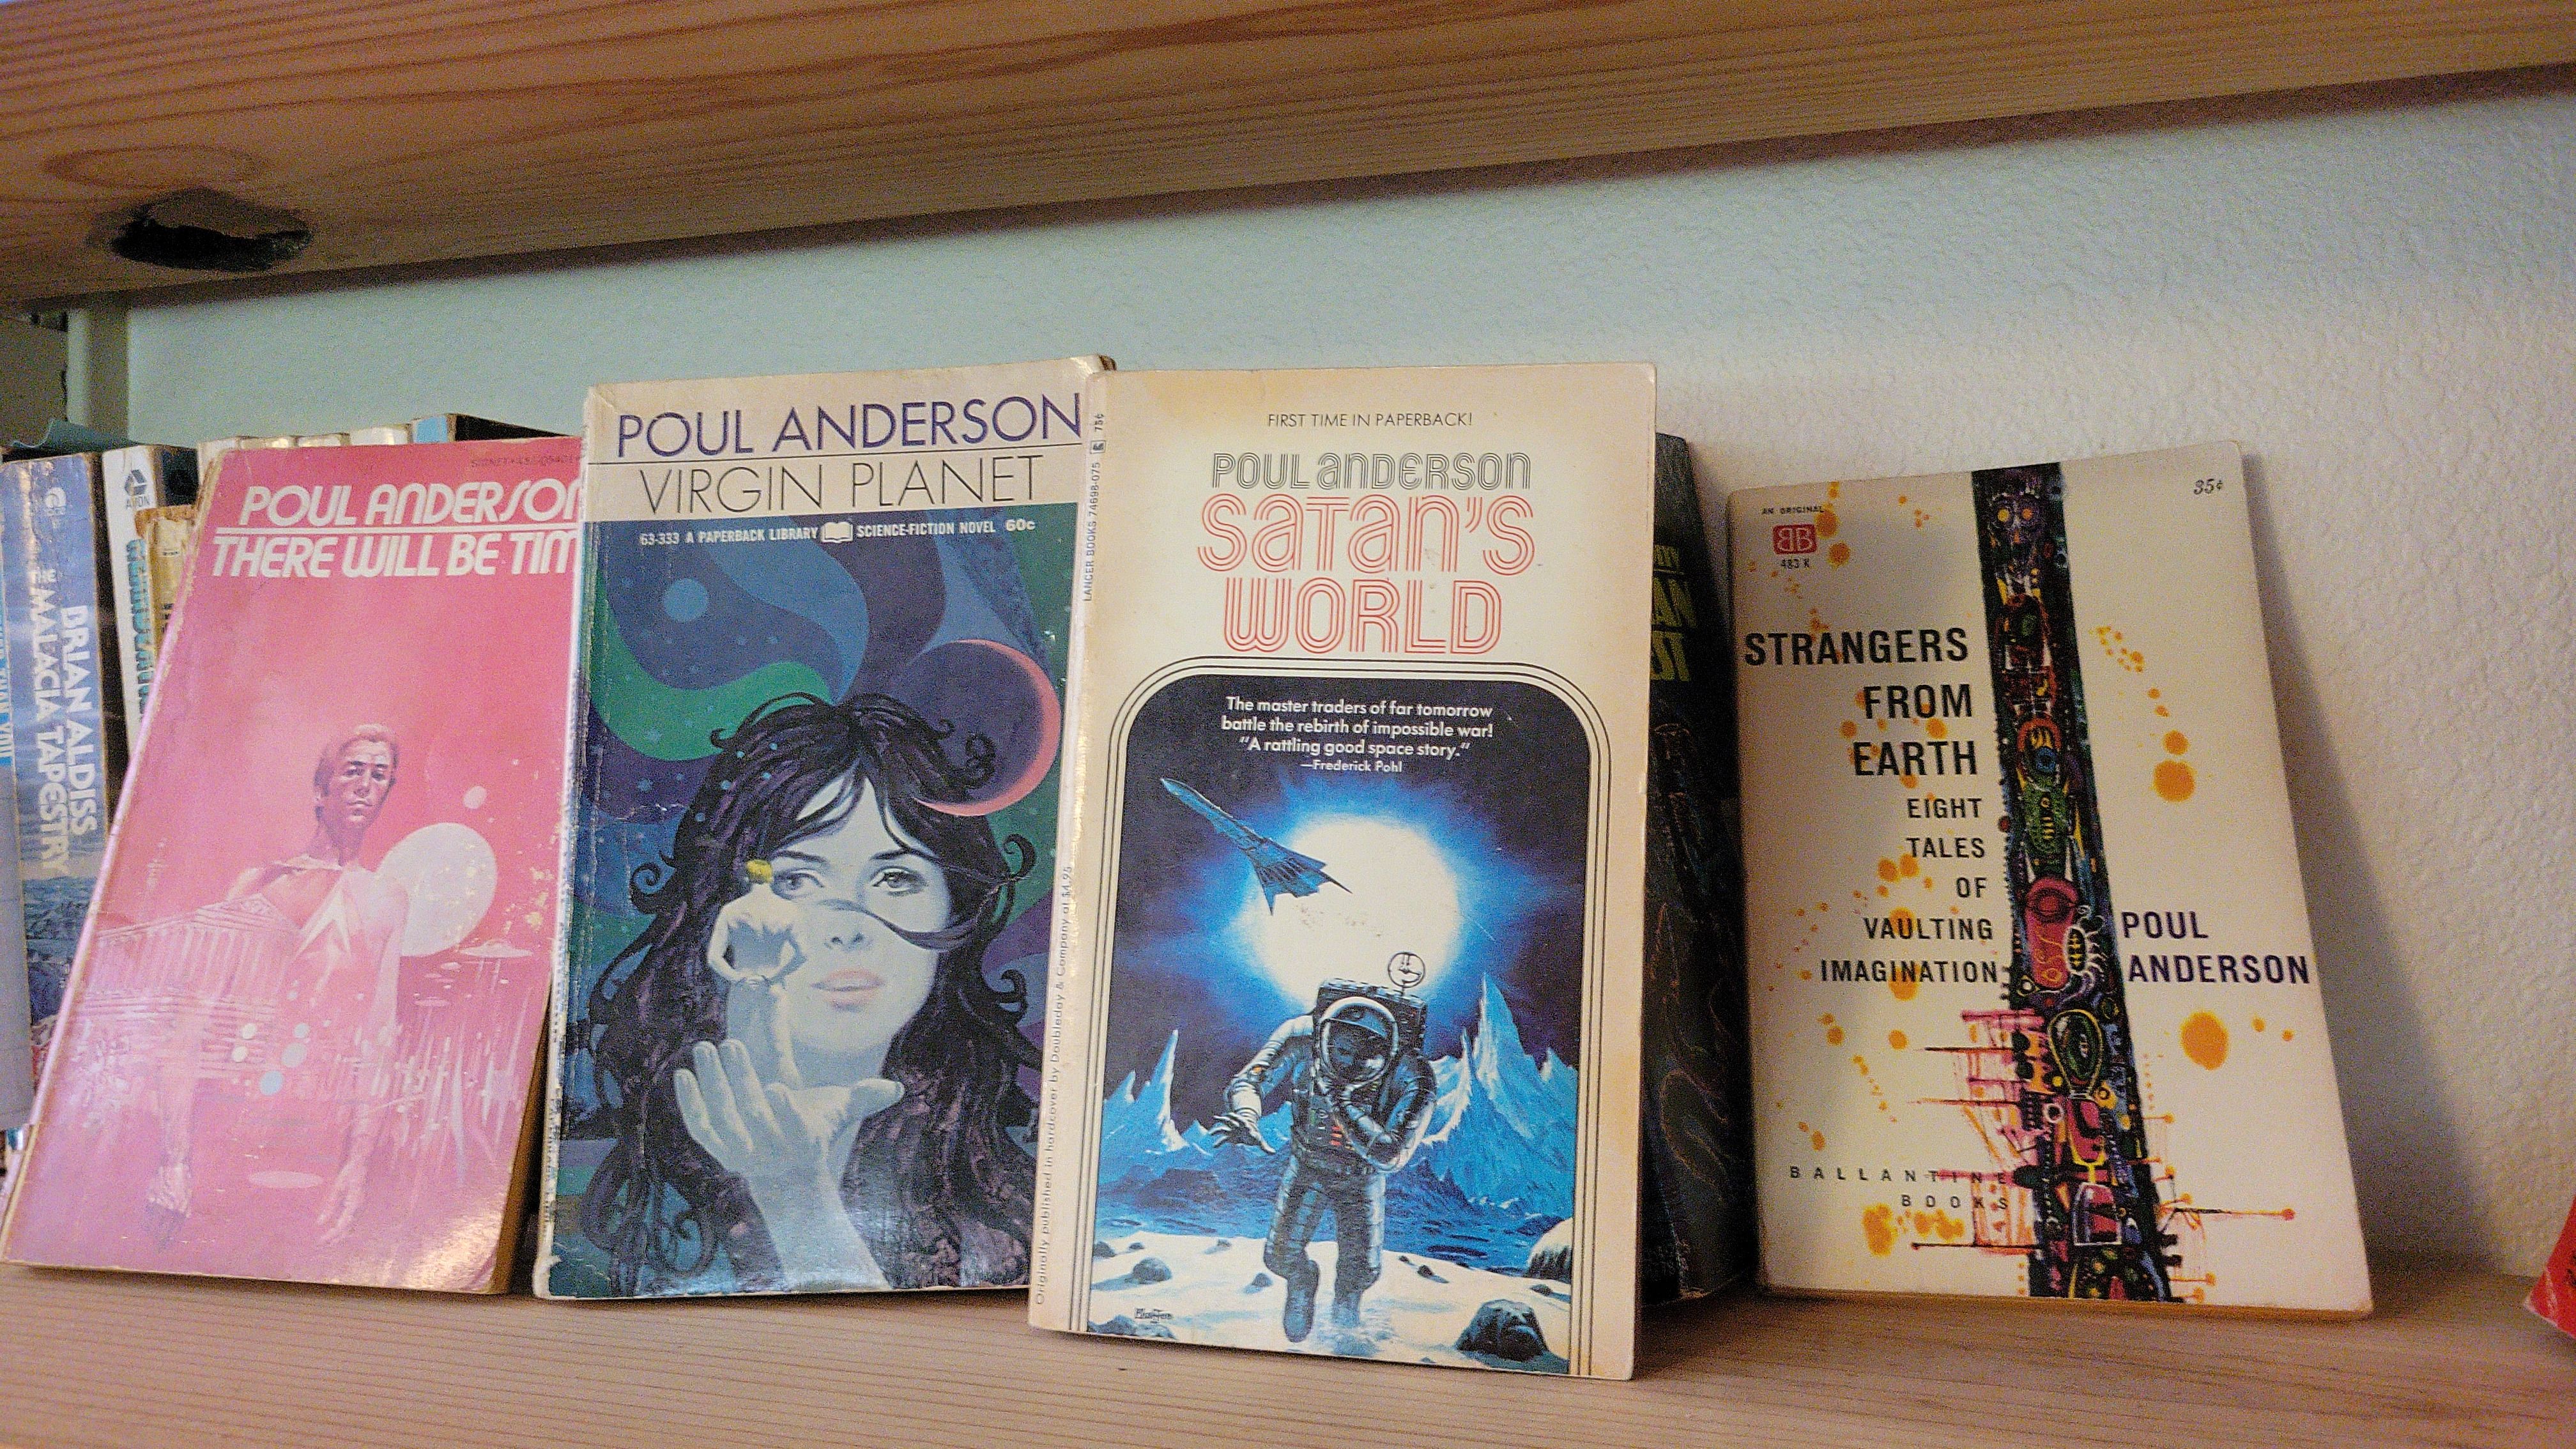 BRIAN ALDISS
THE MALACIA TAPESTRY
AVON
POUL ANDERSON
THERE WILL BE TIM
POUL ANDERSON
VIRGIN PLANET
63-333 A PAPERBACK LIBRARY SCIENCE-FICTION NOVEL 60c
75¢
LANCER BOOKS 74698-075
Originally published in hardcover by Doubleday & Company at $4.95
FIRST TIME IN PAPERBACK!
POUL ANDERSON
SATAN'S
WORLD
The master traders of far tomorrow
battle the rebirth of impossible war!
"A rattling good space story."
—Frederick Pohl
AN ORIGINAL
BB
483 K
35¢
STRANGERS
FROM
EARTH
EIGHT
TALES
OF
VAULTING
IMAGINATION
POUL
ANDERSON
BALLANTINE
BOOKS